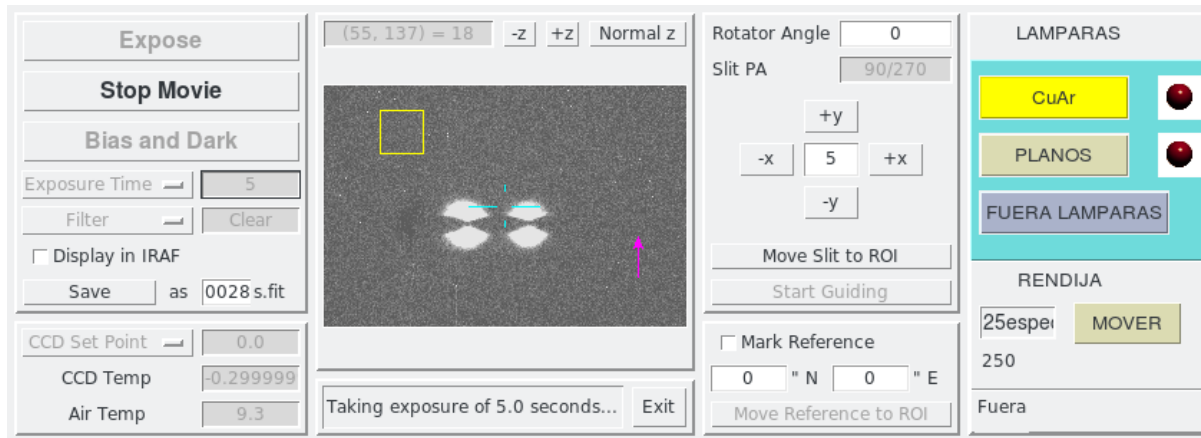 Expose
Stop Movie
Bias and Dark
Exposure Time 5
Filter Clear
Display in IRAF
Save as 0028 s.fit
CCD Set Point 0.0
CCD Temp -0.299999
Air Temp 9.3
(55, 137) = 18 -z +z Normal z
Taking exposure of 5.0 seconds... Exit
Rotator Angle 0
Slit PA 90/270
+y
-x 5 +x
-y
Move Slit to ROI
Start Guiding
Mark Reference
0 " N 0 " E
Move Reference to ROI
LAMPARAS
CuAr
PLANOS
FUERA LAMPARAS
RENDIJA
25espe MOVER
250
Fuera